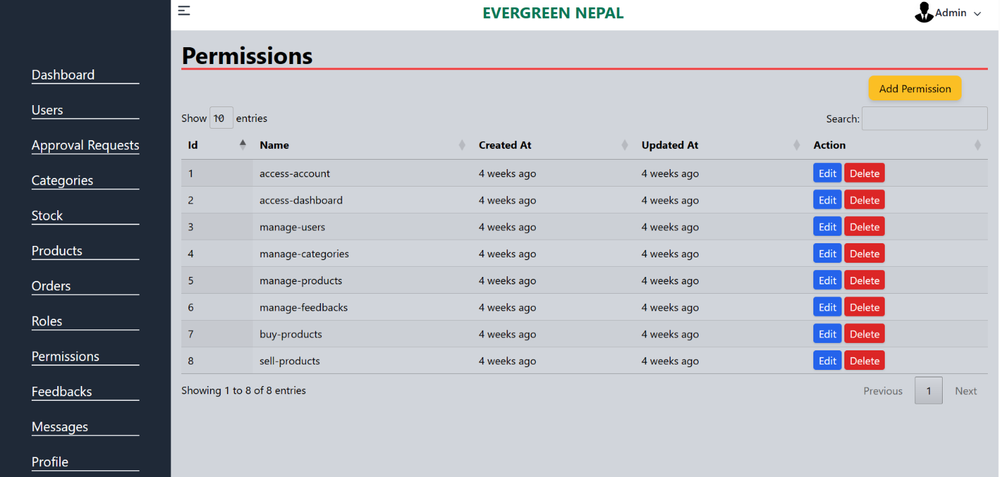 EVERGREEN NEPAL
Admin
Dashboard
Users
Approval Requests
Categories
Stock
Products
Orders
Roles
Permissions
Feedbacks
Messages
Profile
Permissions
Add Permission
Show 10 entries
Search:
Id Name Created At Updated At Action
1 access-account 4 weeks ago 4 weeks ago Edit Delete
2 access-dashboard 4 weeks ago 4 weeks ago Edit Delete
3 manage-users 4 weeks ago 4 weeks ago Edit Delete
4 manage-categories 4 weeks ago 4 weeks ago Edit Delete
5 manage-products 4 weeks ago 4 weeks ago Edit Delete
6 manage-feedbacks 4 weeks ago 4 weeks ago Edit Delete
7 buy-products 4 weeks ago 4 weeks ago Edit Delete
8 sell-products 4 weeks ago 4 weeks ago Edit Delete
Showing 1 to 8 of 8 entries
Previous 1 Next